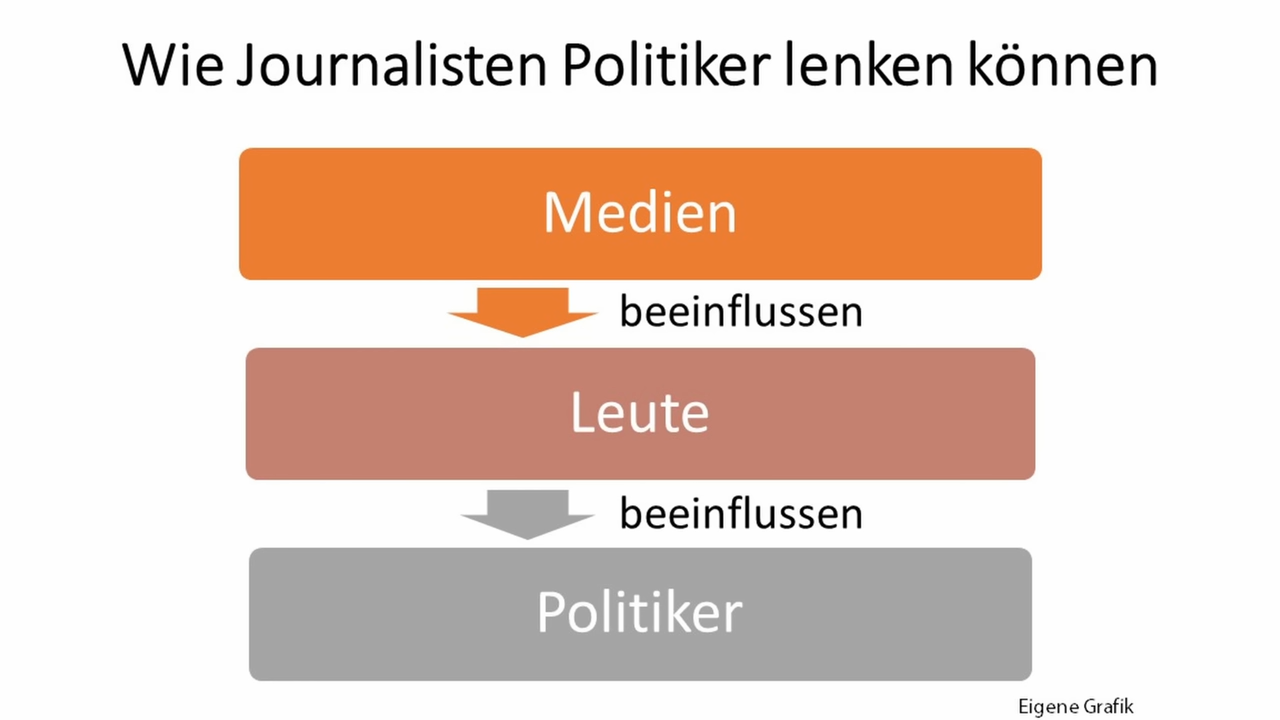 Wie Journalisten Politiker lenken können
Medien
beeinflussen
Leute
beeinflussen
Politiker
Eigene Grafik